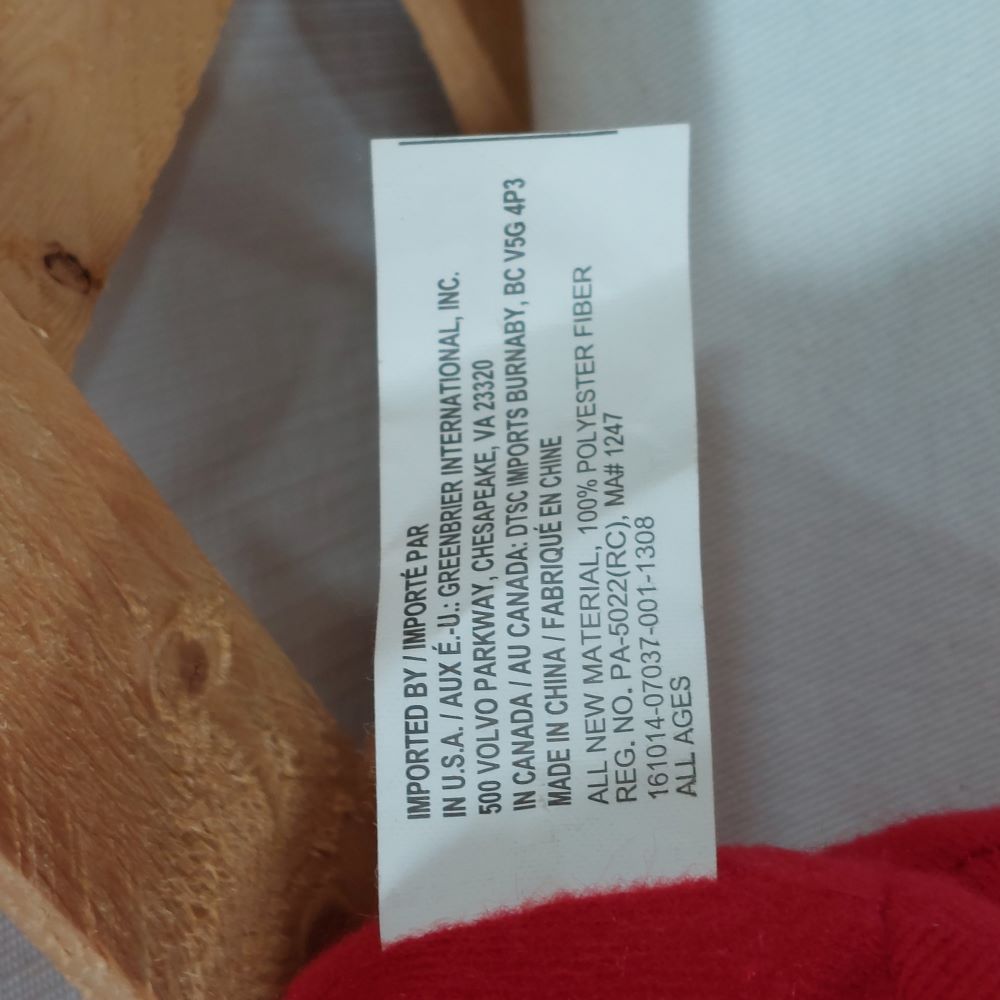 IMPORTED BY / IMPORTÉ PAR
IN U.S.A. / AUX É.-U.: GREENBRIER INTERNATIONAL, INC.
500 VOLVO PARKWAY, CHESAPEAKE, VA 23320
IN CANADA / AU CANADA: DTSC IMPORTS BURNABY, BC V5G 4P3
MADE IN CHINA / FABRIQUÉ EN CHINE
ALL NEW MATERIAL, 100% POLYESTER FIBER
REG. NO. PA-5022(RC), MA# 1247
161014-07037-001-1308
ALL AGES